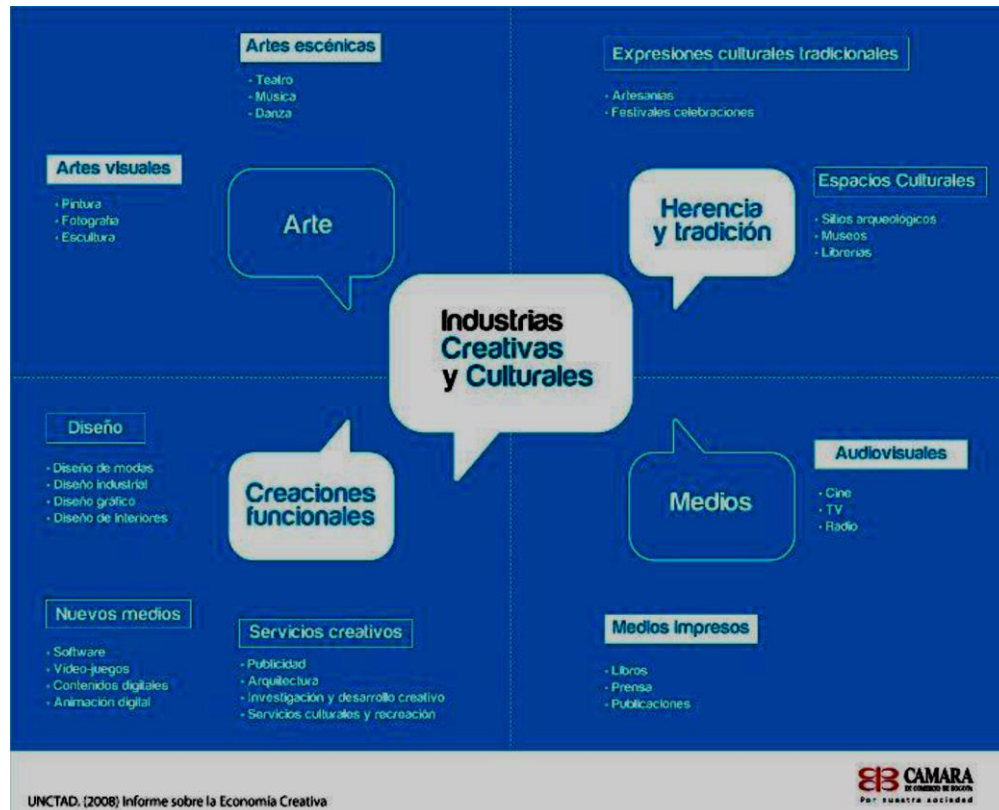 Artes escénicas
- Teatro
- Música
- Danza
Artes visuales
- Pintura
- Fotografía
- Escultura
Arte
Expresiones culturales tradicionales
- Artesanías
- Festivales celebraciones
Espacios Culturales
- Sitios arqueológicos
- Museos
- Librerías
Herencia
y tradición
Industrias
Creativas
y Culturales
Diseño
- Diseño de modas
- Diseño industrial
- Diseño gráfico
- Diseño de interiores
Creaciones
funcionales
Nuevos medios
- Software
- Video-juegos
- Contenidos digitales
- Animación digital
Servicios creativos
- Publicidad
- Arquitectura
- Investigación y desarrollo creativo
- Servicios culturales y recreación
Medios
Audiovisuales
- Cine
- TV
- Radio
Medios impresos
- Libros
- Prensa
- Publicaciones
UNCTAD. (2008) Informe sobre la Economía Creativa
CAMARA
DE COMERCIO DE BOGOTÁ
Por nuestra sociedad